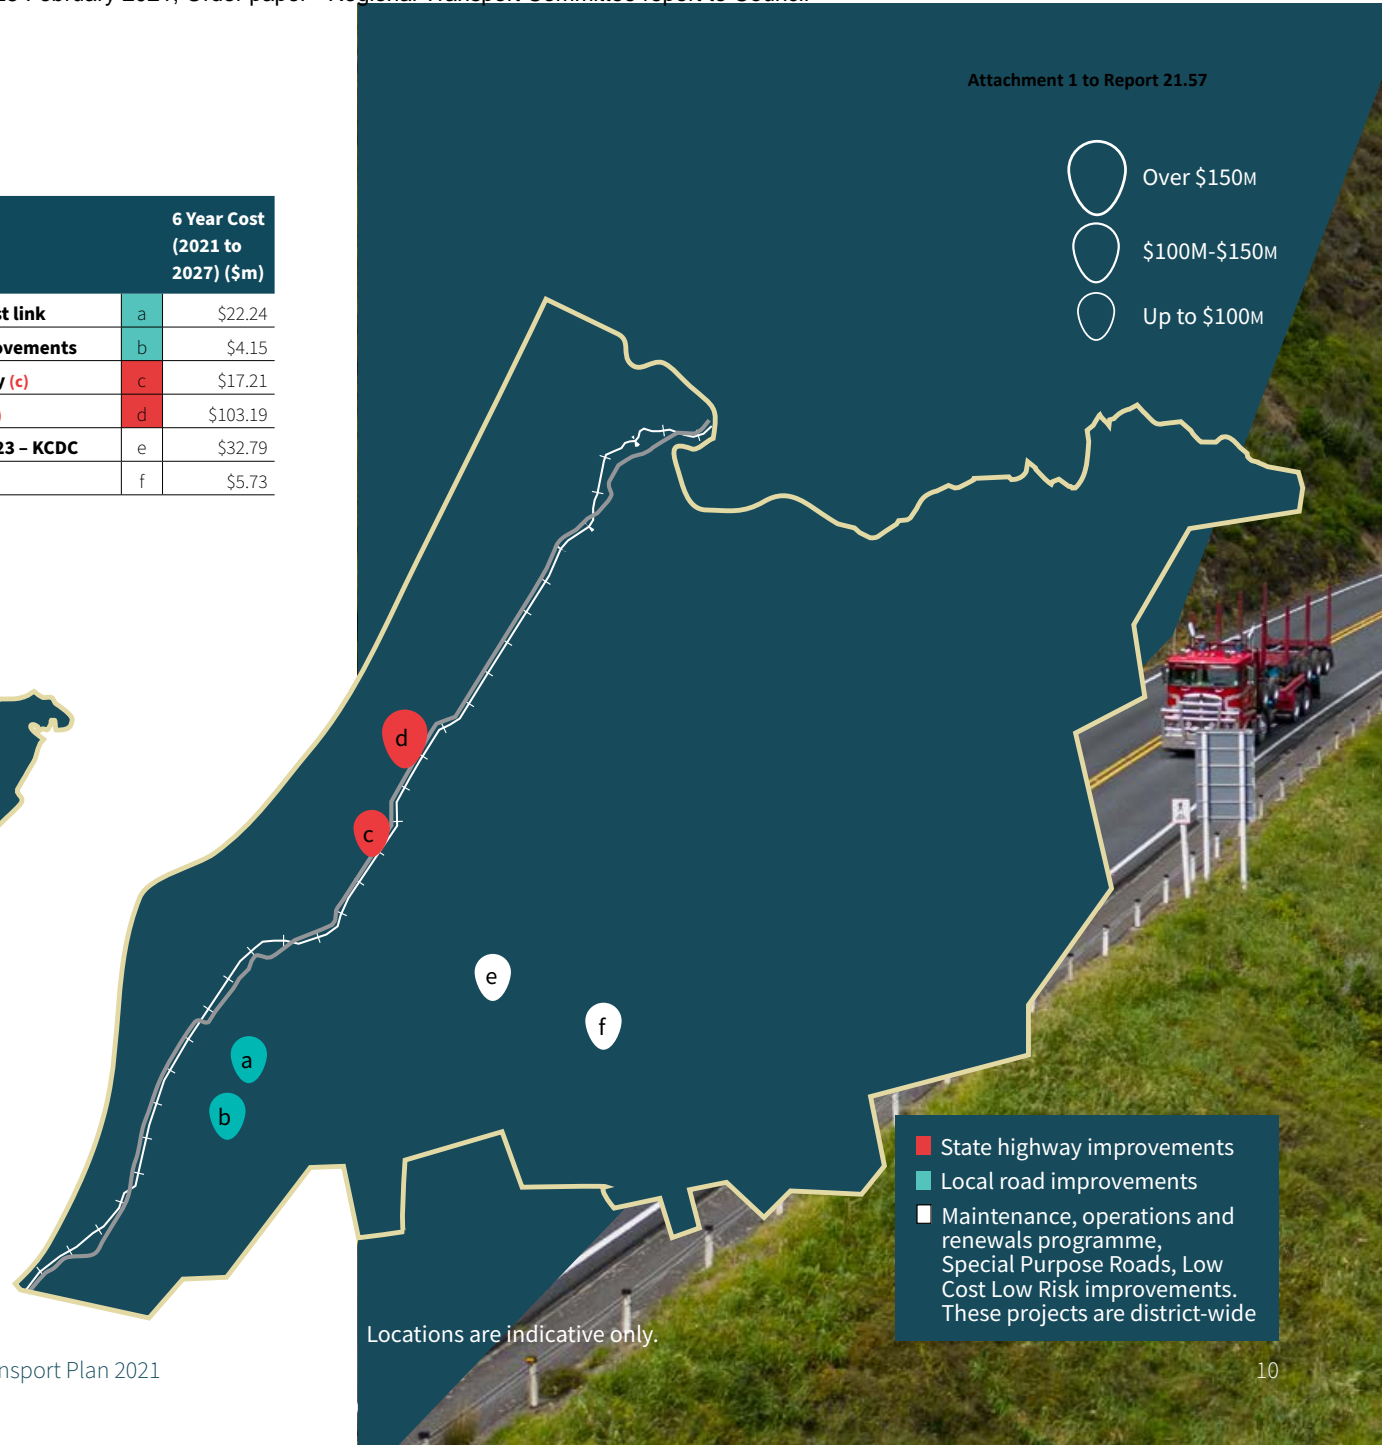 Attachment 1 to Report 21.57
Over $150M
$100M-$150M
Up to $100M
6 Year Cost
(2021 to
2027) ($m)
link a $22.24
b $4.15
(c) c $17.21
d $103.19
23 – KCDC e $32.79
f $5.73
d
c
e
f
a
b
State highway improvements
Local road improvements
Maintenance, operations and
renewals programme,
Special Purpose Roads, Low
Cost Low Risk improvements.
These projects are district-wide
Locations are indicative only.
Plan 2021
10